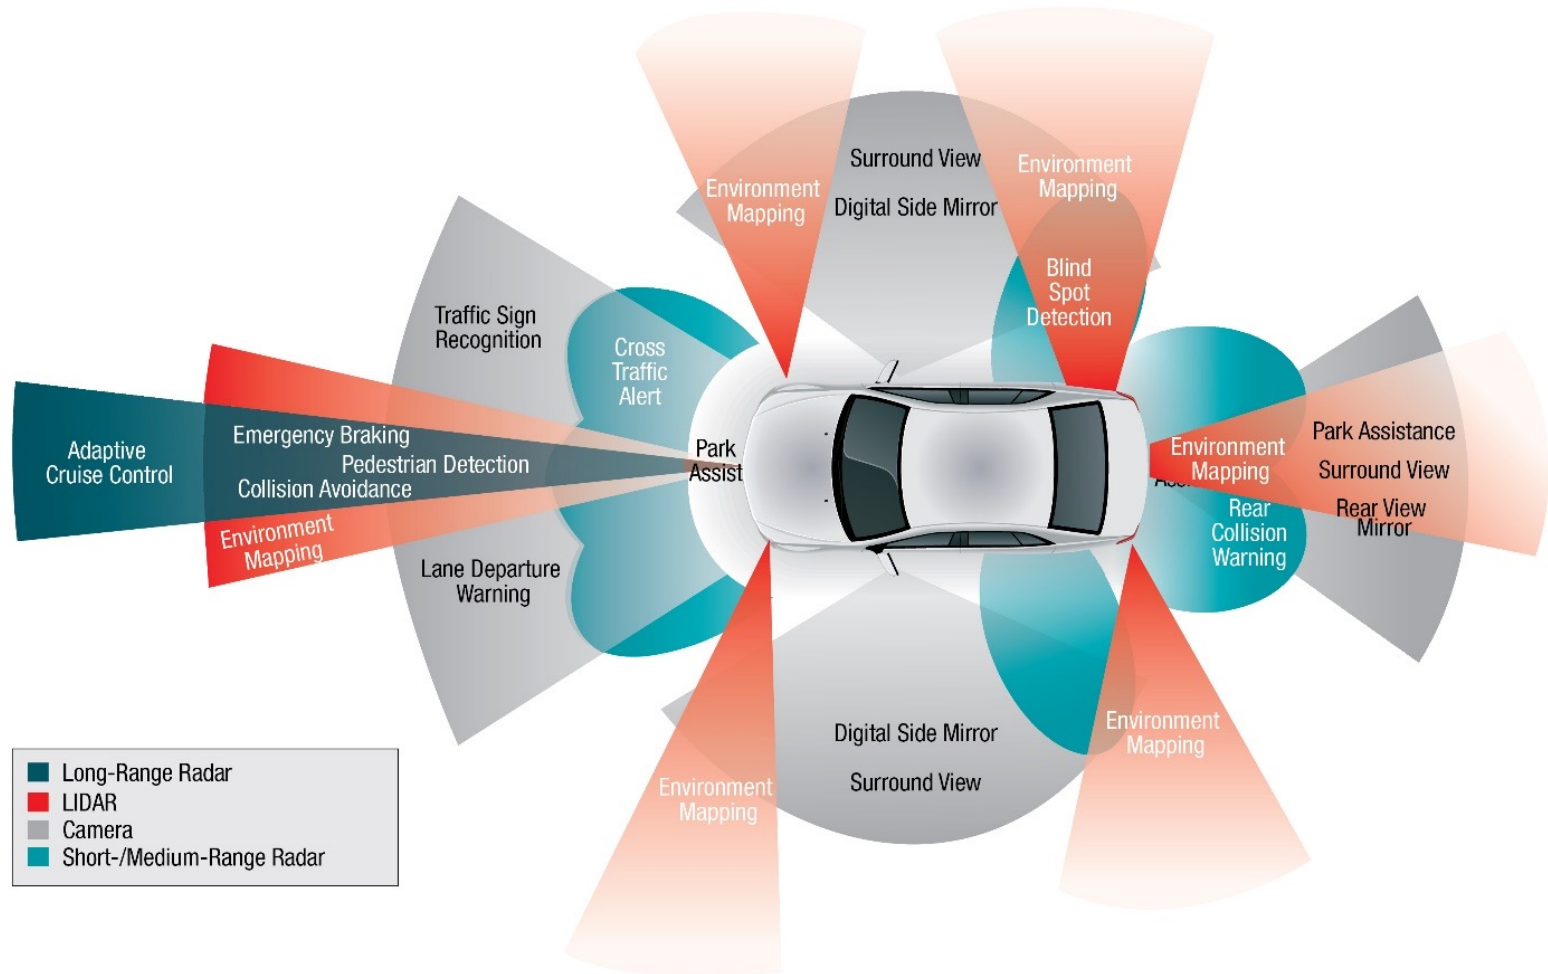 Surround View
Digital Side Mirror
Environment
Mapping
Environment
Mapping
Blind
Spot
Detection
Traffic Sign
Recognition
Cross
Traffic
Alert
Adaptive
Cruise Control
Emergency Braking
Pedestrian Detection
Collision Avoidance
Environment
Mapping
Lane Departure
Warning
Park
Assist
Environment
Mapping
Park Assistance
Surround View
Rear View
Mirror
Rear
Collision
Warning
Digital Side Mirror
Surround View
Environment
Mapping
Environment
Mapping
Long-Range Radar
LIDAR
Camera
Short-/Medium-Range Radar